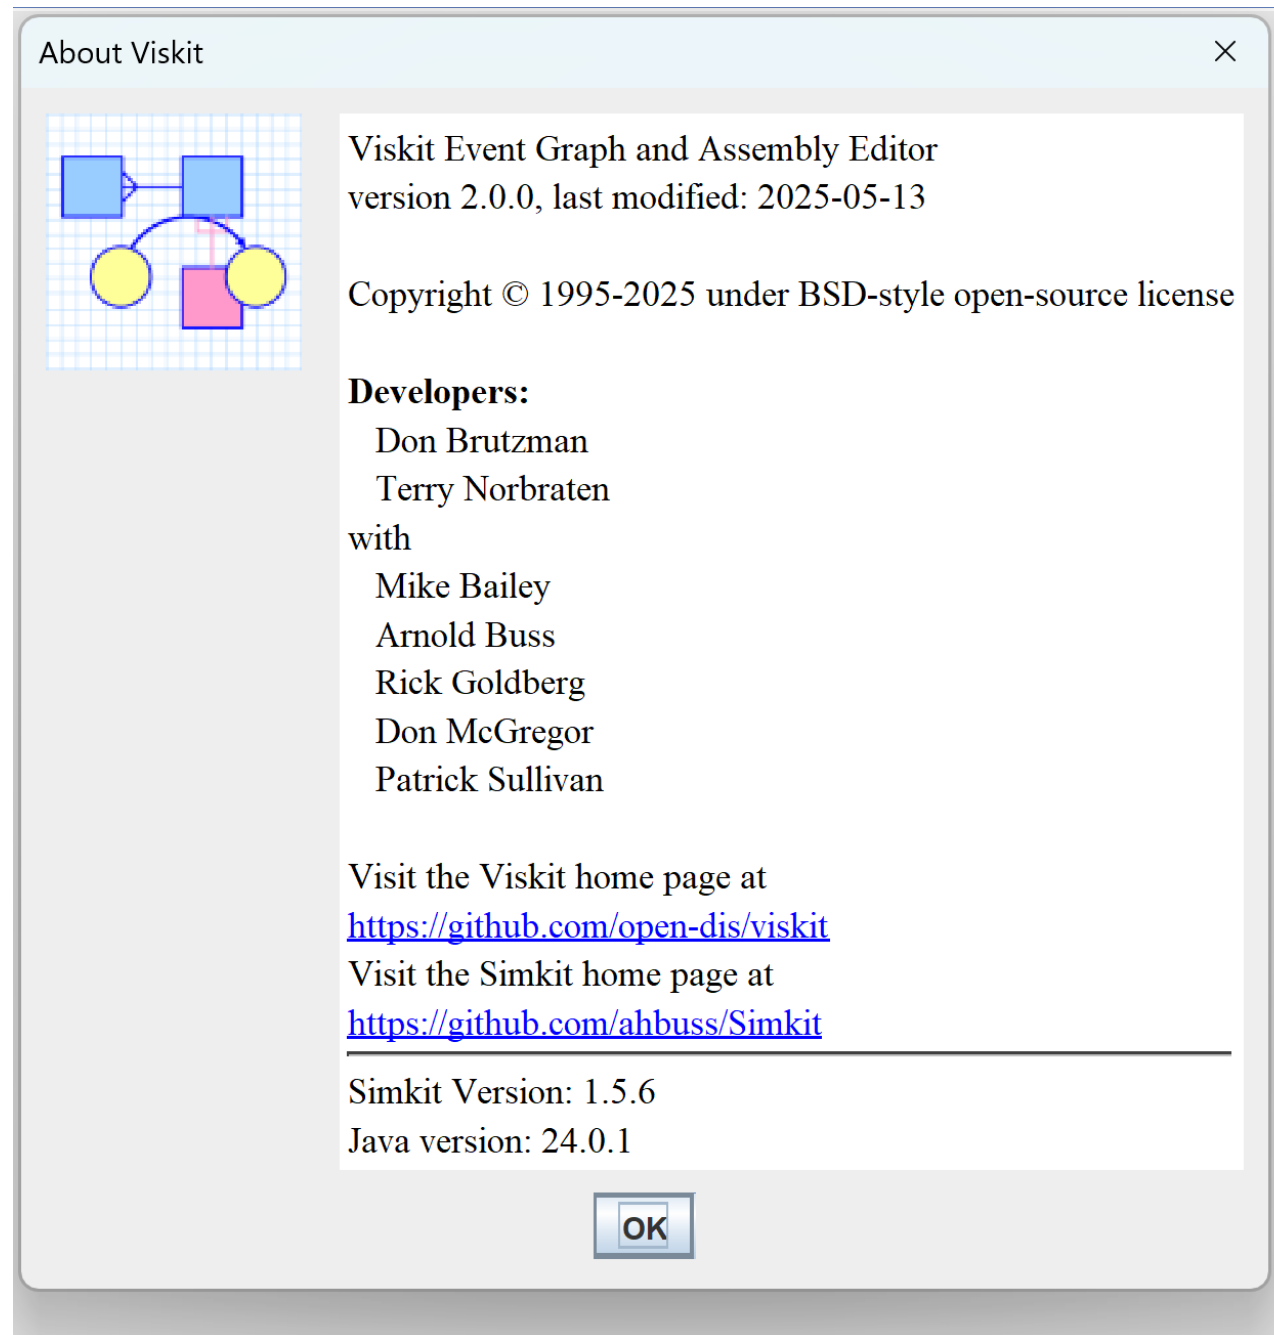 About Viskit
Viskit Event Graph and Assembly Editor
version 2.0.0, last modified: 2025-05-13
Copyright © 1995-2025 under BSD-style open-source license
Developers:
Don Brutzman
Terry Norbraten
with
Mike Bailey
Arnold Buss
Rick Goldberg
Don McGregor
Patrick Sullivan
Visit the Viskit home page at
https://github.com/open-dis/viskit
Visit the Simkit home page at
https://github.com/ahbuss/Simkit
Simkit Version: 1.5.6
Java version: 24.0.1
OK